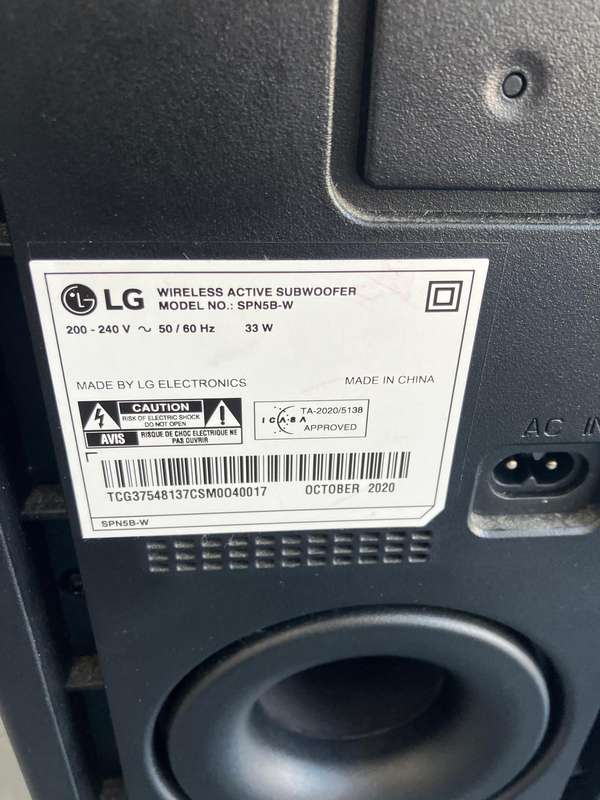 LG WIRELESS ACTIVE SUBWOOFER
MODEL NO.: SPN5B-W
200 - 240 V ~ 50 / 60 Hz 33 W
MADE BY LG ELECTRONICS MADE IN CHINA
CAUTION
RISK OF ELECTRIC SHOCK
DO NOT OPEN
AVIS
RISQUE DE CHOC ELECTRIQUE NE
PAS OUVRIR
ICASA
TA-2020/5138
APPROVED
TCG37548137CSM0040017 OCTOBER 2020
SPN5B-W
AC IN